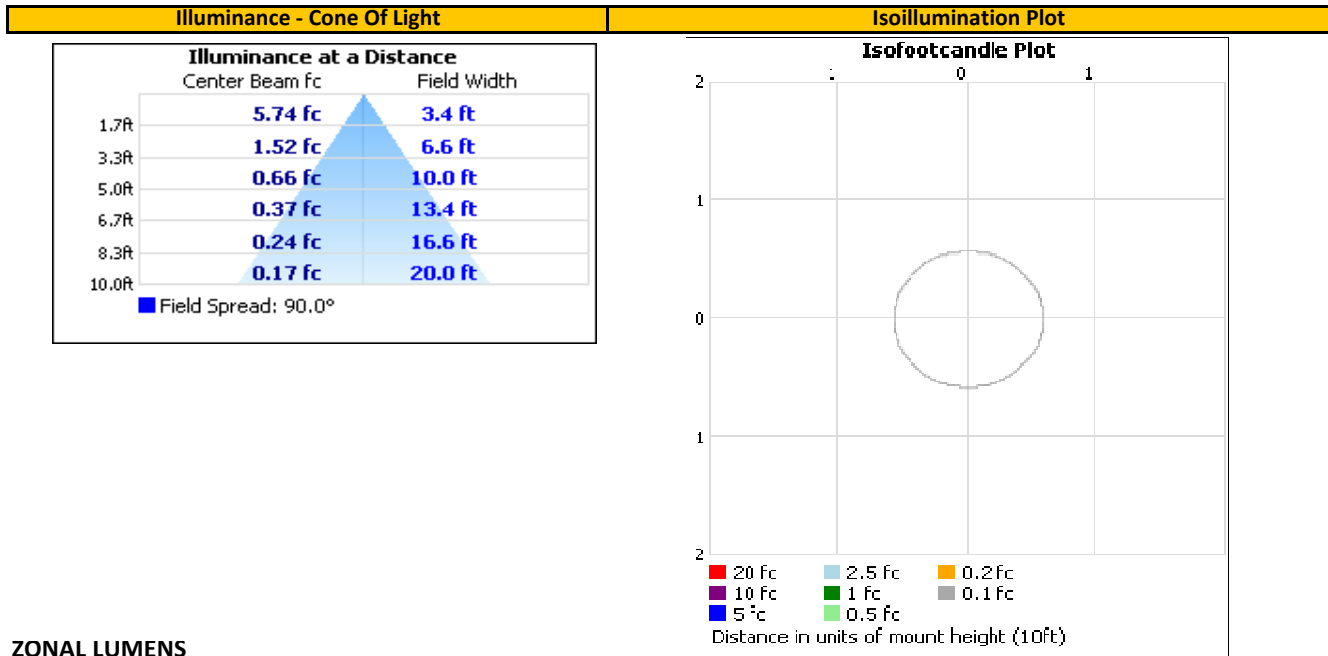 Illuminance - Cone Of Light
Isoillumination Plot
Illuminance at a Distance
Center Beam fc Field Width
1.7ft 5.74 fc 3.4 ft
3.3ft 1.52 fc 6.6 ft
5.0ft 0.66 fc 10.0 ft
6.7ft 0.37 fc 13.4 ft
8.3ft 0.24 fc 16.6 ft
10.0ft 0.17 fc 20.0 ft
Field Spread: 90.0°
Isofootcandle Plot
0 1
2
1
0
1
2
20 fc 2.5 fc 0.2 fc
10 fc 1 fc 0.1 fc
5 0.5 fc
Distance in units of mount height (10ft)
ZONAL LUMENS